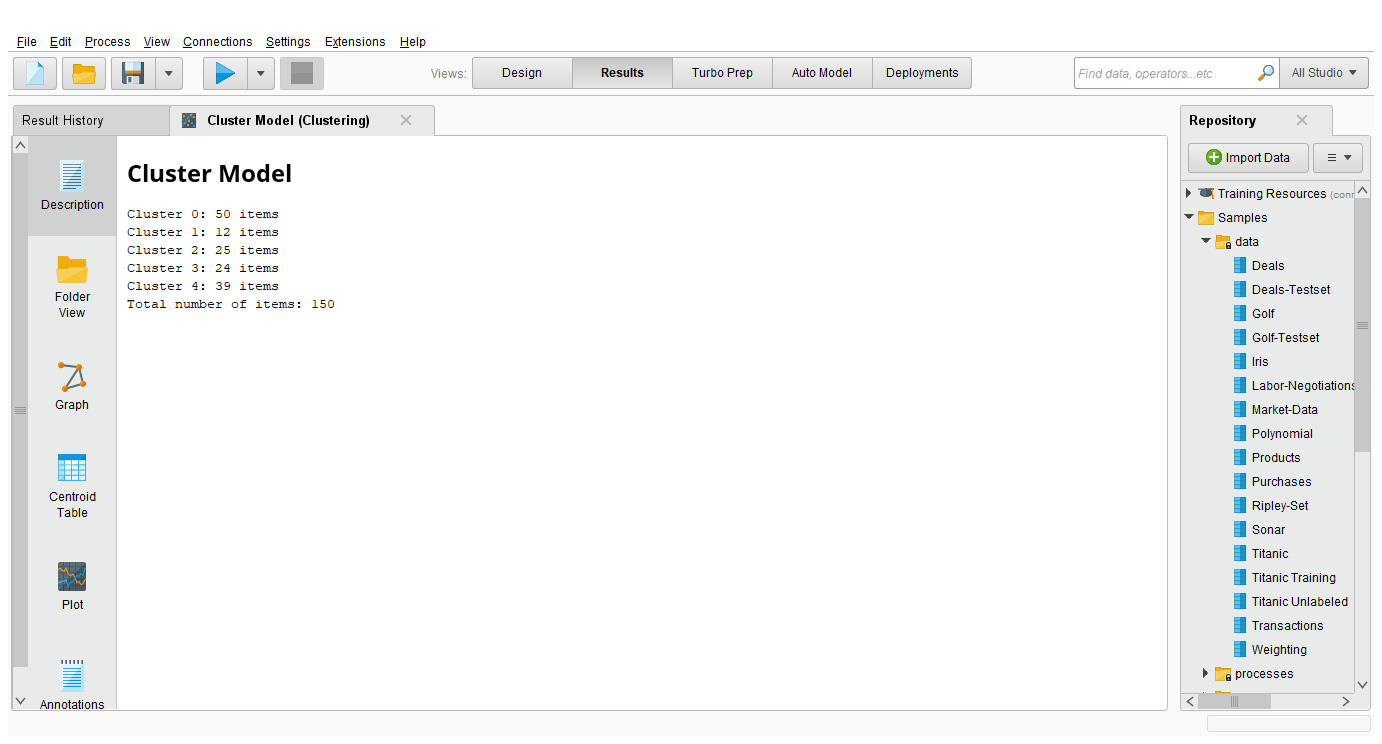 File Edit Process View Connections Settings Extensions Help
Views: Design Results Turbo Prep Auto Model Deployments
Find data, operators...etc
All Studio
Result History
Cluster Model (Clustering)
Repository
Description
Folder
View
Graph
Centroid
Table
Plot
Annotations
Cluster Model
Cluster 0: 50 items
Cluster 1: 12 items
Cluster 2: 25 items
Cluster 3: 24 items
Cluster 4: 39 items
Total number of items: 150
Import Data
Training Resources (conr
Samples
data
Deals
Deals-Testset
Golf
Golf-Testset
Iris
Labor-Negotiations
Market-Data
Polynomial
Products
Purchases
Ripley-Set
Sonar
Titanic
Titanic Training
Titanic Unlabeled
Transactions
Weighting
processes